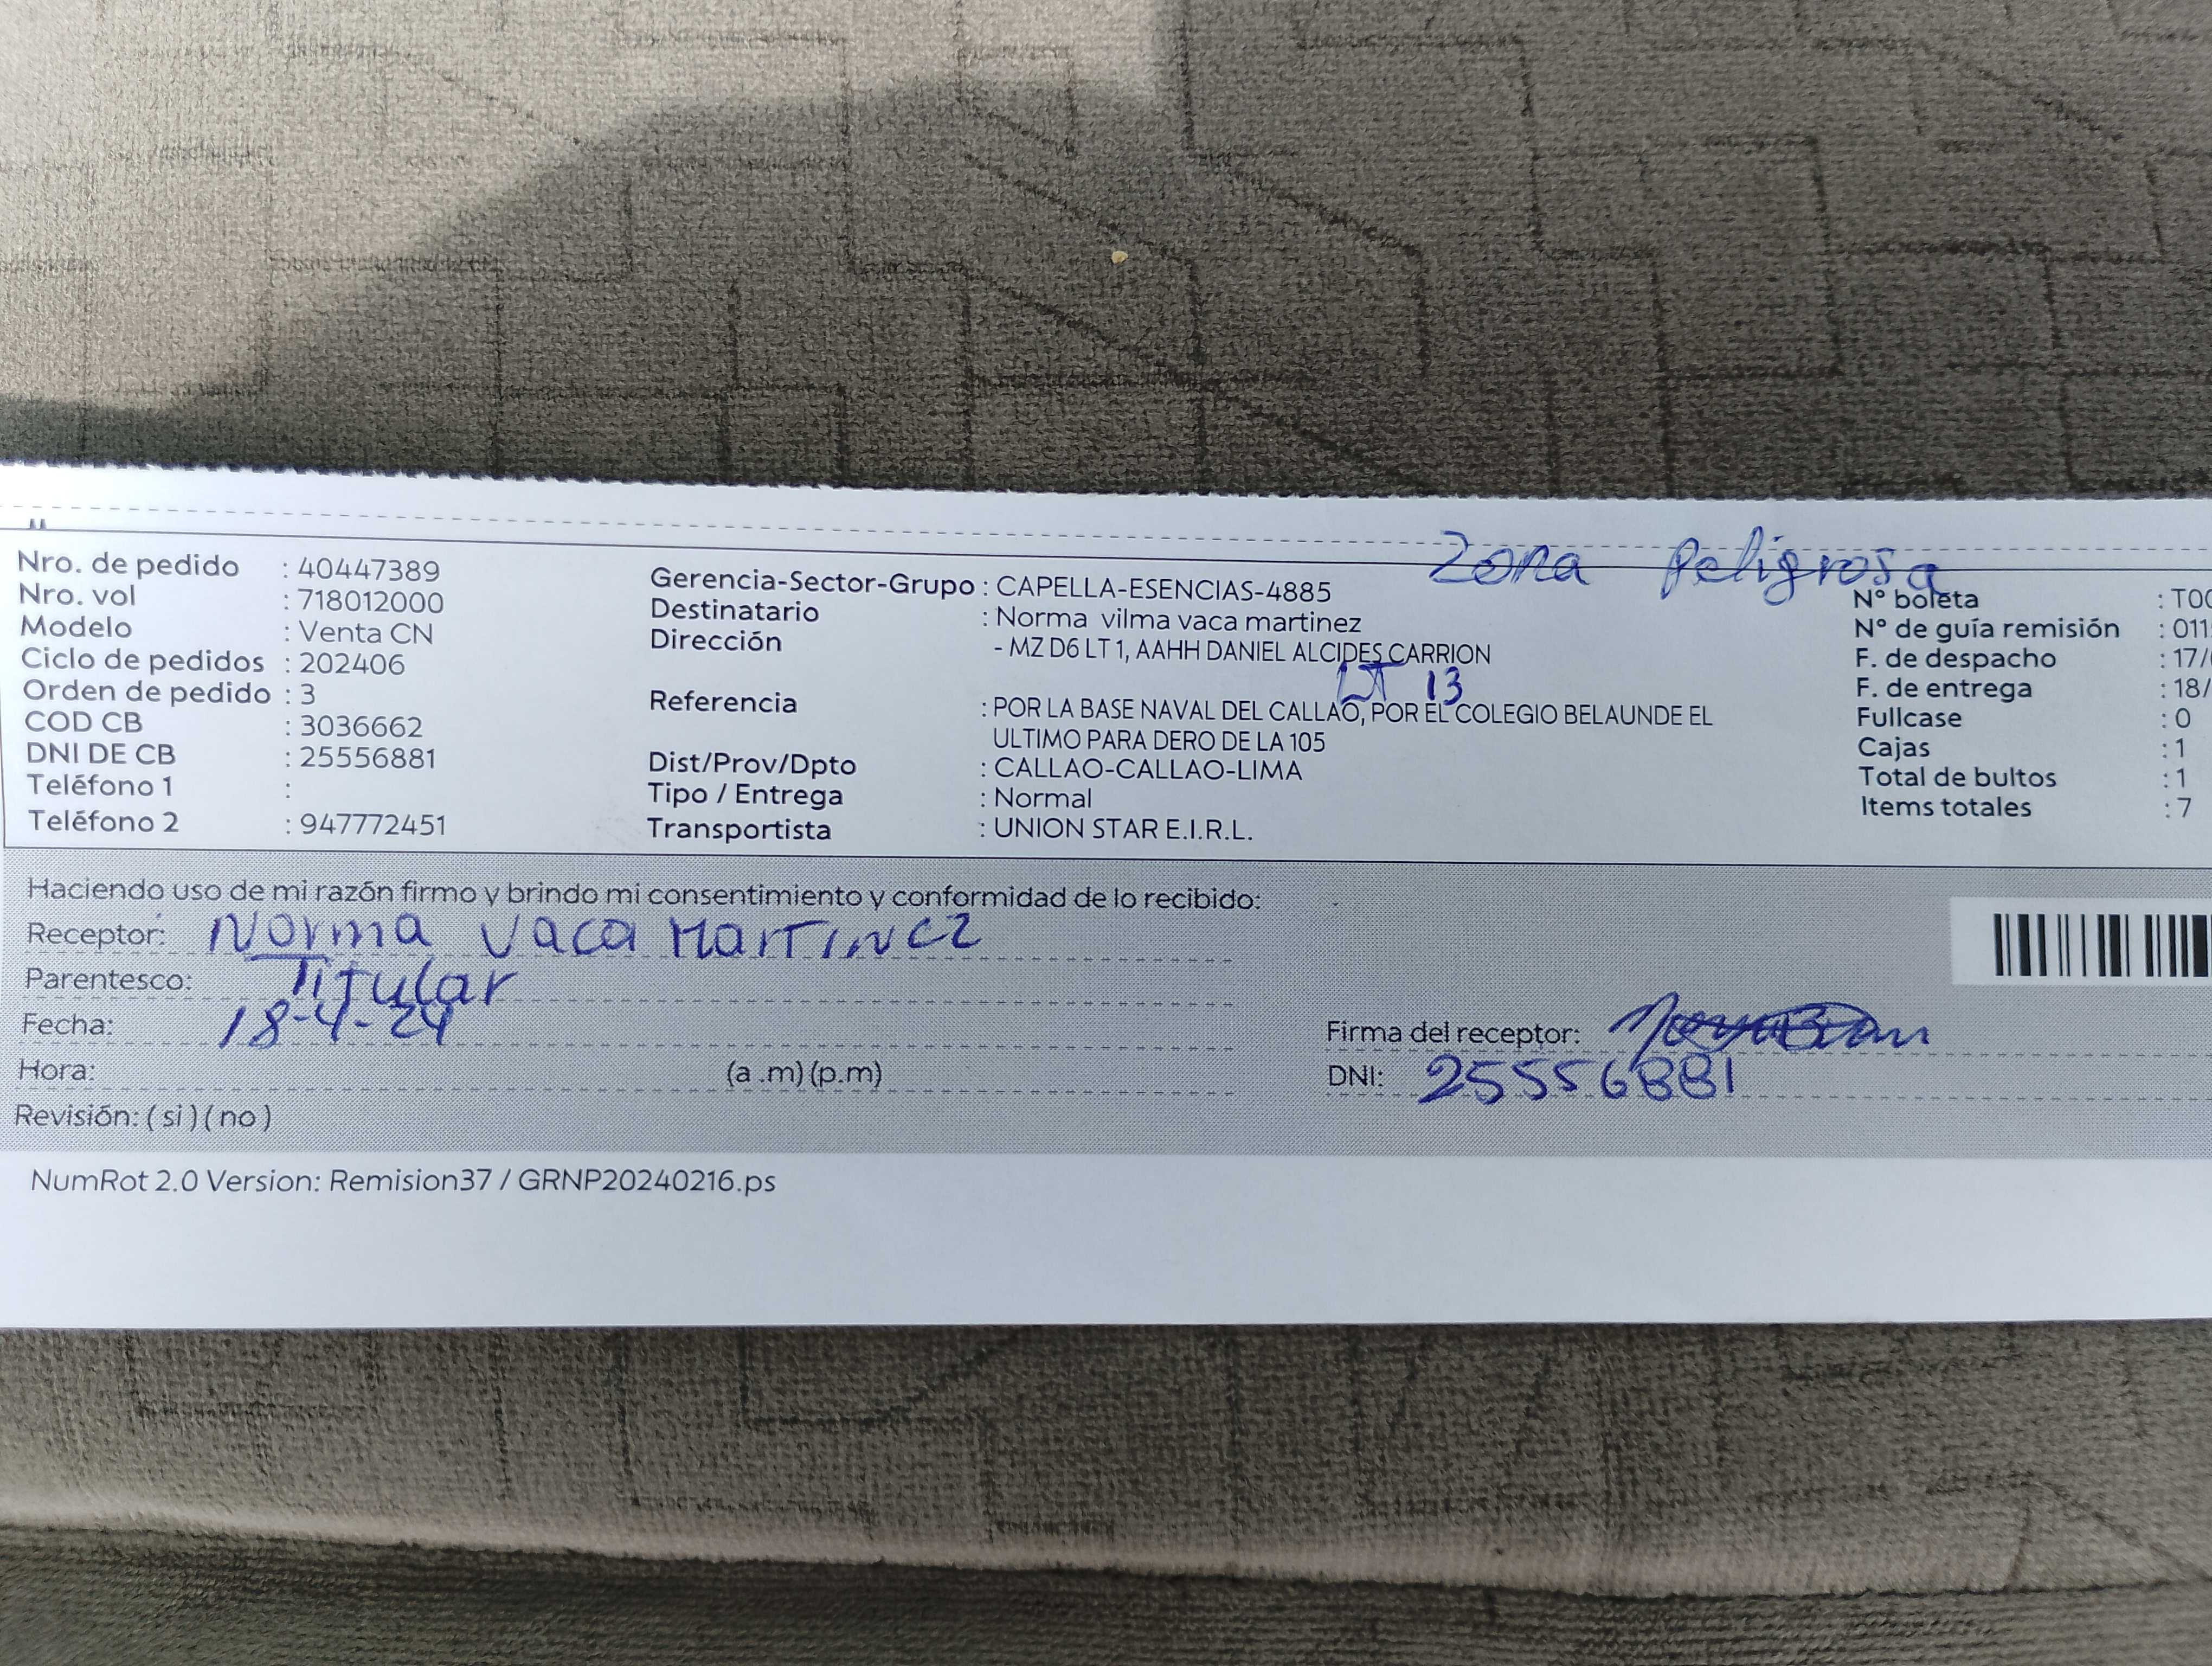 Zona Peligrosa
Nro. de pedido : 40447389
Nro. vol : 718012000
Modelo : Venta CN
Ciclo de pedidos : 202406
Orden de pedido : 3
COD CB : 3036662
DNI DE CB : 25556881
Teléfono 1 :
Teléfono 2 : 947772451
Gerencia-Sector-Grupo : CAPELLA-ESENCIAS-4885
Destinatario : Norma vilma vaca martinez
Dirección - MZ D6 LT 1, AAHH DANIEL ALCIDES CARRION
LT 13
Referencia : POR LA BASE NAVAL DEL CALLAO, POR EL COLEGIO BELAUNDE EL
ULTIMO PARA DERO DE LA 105
Dist/Prov/Dpto : CALLAO-CALLAO-LIMA
Tipo / Entrega : Normal
Transportista : UNION STAR E.I.R.L.
N° boleta : T00
N° de guía remisión : 011
F. de despacho : 17/
F. de entrega : 18/
Fullcase : 0
Cajas : 1
Total de bultos : 1
Items totales : 7
Haciendo uso de mi razón firmo y brindo mi consentimiento y conformidad de lo recibido:
Receptor: Norma Vaca MarTINez
Parentesco: TiTular
Fecha: 18-4-24
Hora: (a .m) (p.m)
Revisión: ( si ) ( no )
Firma del receptor:
DNI: 25556881
NumRot 2.0 Version: Remision37 / GRNP20240216.ps